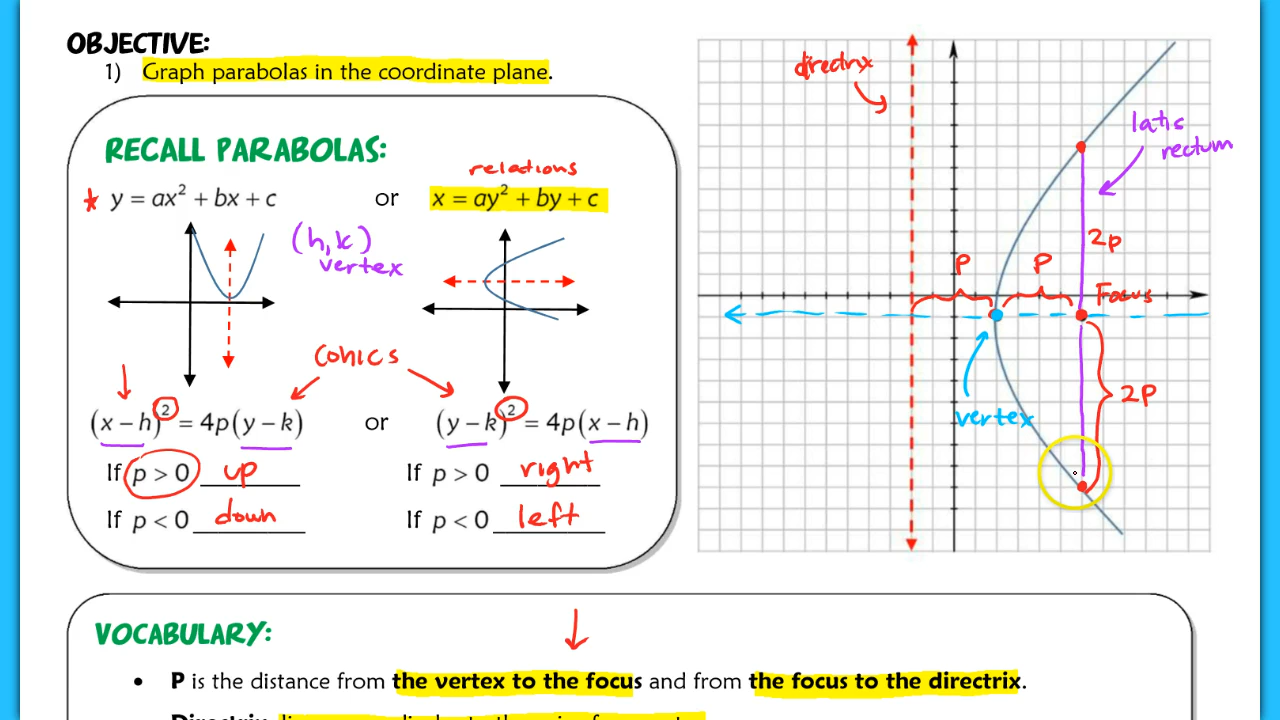 OBJECTIVE:
1) Graph parabolas in the coordinate plane.
RECALL PARABOLAS:
relations
* y = ax² + bx + c or x = ay² + by + c
(h,k)
vertex
conics
(x − h)² = 4p(y − k) or (y − k)² = 4p(x − h)
If p > 0 up If p > 0 right
If p < 0 down If p < 0 left
directrix
latis
rectum
2p
P P
Focus
2P
vertex
VOCABULARY:
• P is the distance from the vertex to the focus and from the focus to the directrix.